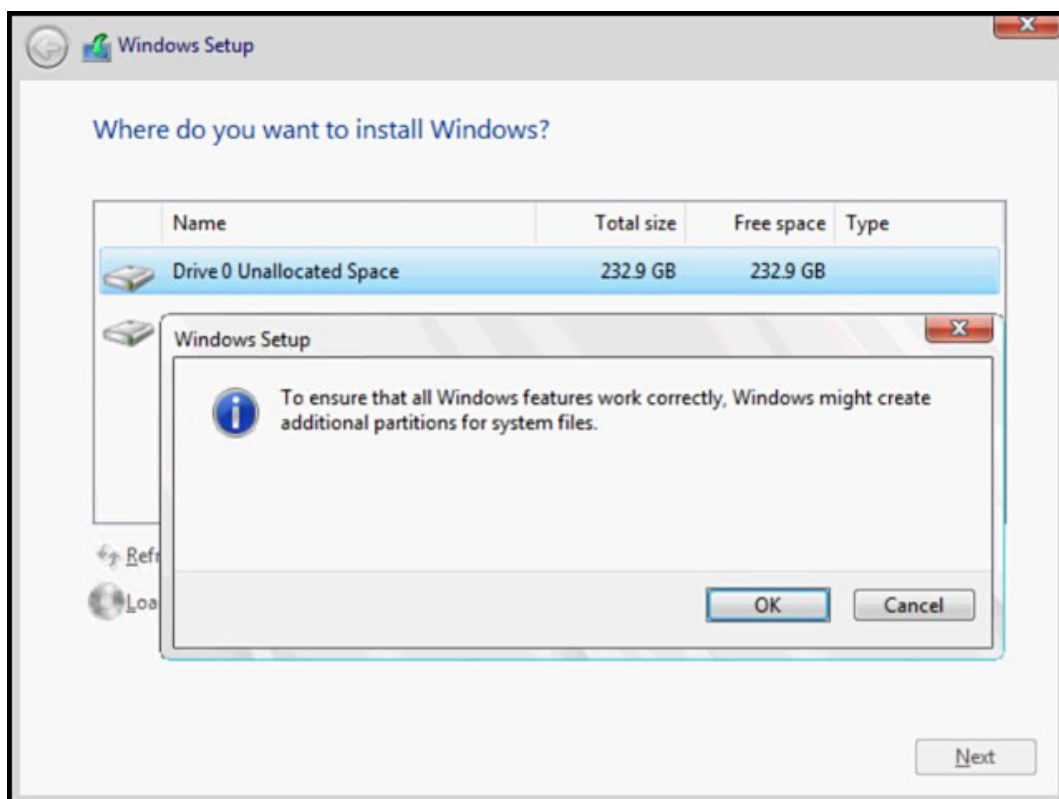 Windows Setup
Where do you want to install Windows?
Name Total size Free space Type
Drive 0 Unallocated Space 232.9 GB 232.9 GB
Windows Setup
To ensure that all Windows features work correctly, Windows might create
additional partitions for system files.
Refr
Loa
OK Cancel
Next